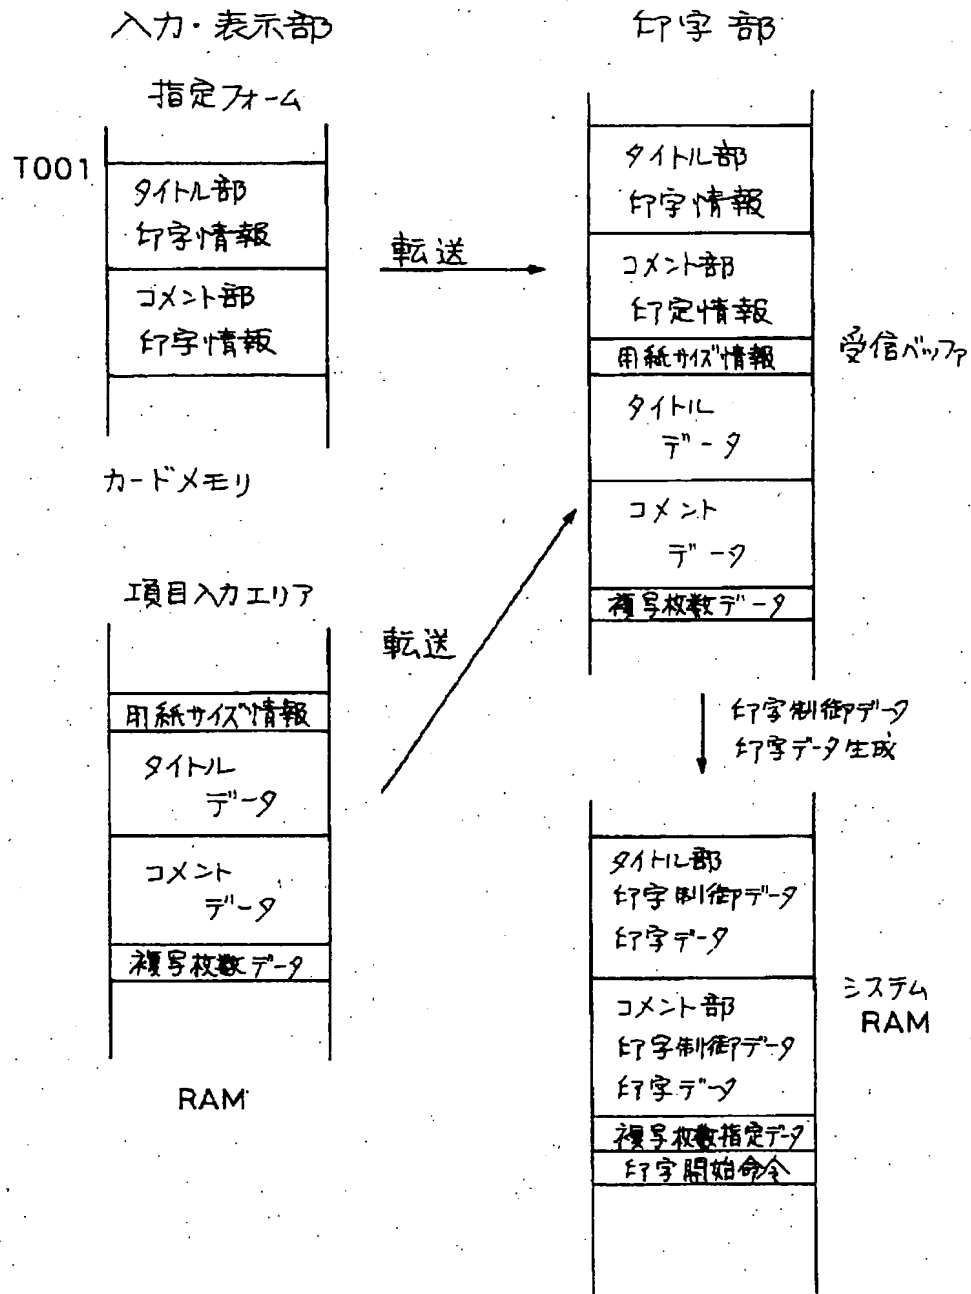 入力・表示部
指定フォーム
T001
タイトル部
印字情報
コメント部
印字情報
転送
カードメモリ
項目入力エリア
用紙サイズ情報
タイトル
データ
コメント
データ
複写枚数データ
RAM
転送
印字部
タイトル部
印字情報
コメント部
印定情報
用紙サイズ情報
タイトル
データ
コメント
データ
複写枚数データ
受信バッファ
印字制御データ
印字データ生成
タイトル部
印字制御データ
印字データ
コメント部
印字制御データ
印字データ
複写枚数指定データ
印字開始命令
システム
RAM